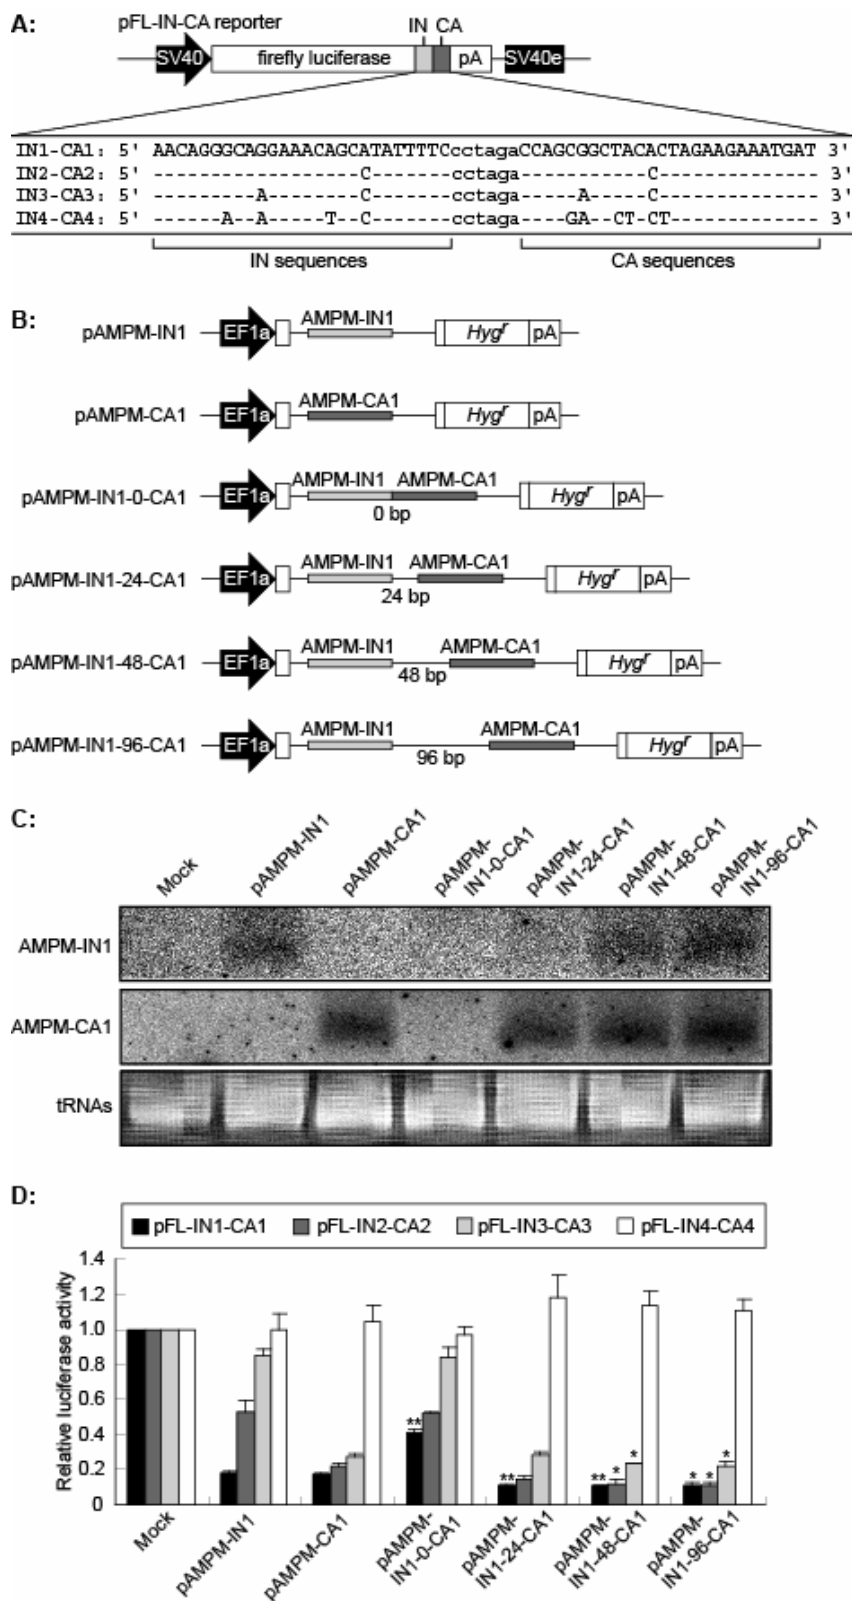 A:
pFL-IN-CA reporter
IN CA
SV40 firefly luciferase pA SV40e
IN1-CA1: 5' AACAGGGCAGGAAACAGCATATTTTCcctagaCCAGCGGCTACACTAGAAGAAATGAT 3'
IN2-CA2: 5' ------------------C-------cctaga-----------C-------------- 3'
IN3-CA3: 5' ---------A--------C-------cctaga-----A-----C-------------- 3'
IN4-CA4: 5' ------A--A-----T--C-------cctaga----GA--CT-CT------------- 3'
IN sequences CA sequences
B:
pAMPM-IN1 EF1a AMPM-IN1 Hygr pA
pAMPM-CA1 EF1a AMPM-CA1 Hygr pA
pAMPM-IN1-0-CA1 EF1a AMPM-IN1 AMPM-CA1 0 bp Hygr pA
pAMPM-IN1-24-CA1 EF1a AMPM-IN1 AMPM-CA1 24 bp Hygr pA
pAMPM-IN1-48-CA1 EF1a AMPM-IN1 AMPM-CA1 48 bp Hygr pA
pAMPM-IN1-96-CA1 EF1a AMPM-IN1 AMPM-CA1 96 bp Hygr pA
C:
Mock
pAMPM-IN1
pAMPM-CA1
pAMPM-
IN1-0-CA1
pAMPM-
IN1-24-CA1
pAMPM-
IN1-48-CA1
pAMPM-
IN1-96-CA1
AMPM-IN1
AMPM-CA1
tRNAs
D:
pFL-IN1-CA1 pFL-IN2-CA2 pFL-IN3-CA3 pFL-IN4-CA4
Relative luciferase activity
1.4
1.2
1.0
0.8
0.6
0.4
0.2
0
**
**
** * *
* * *
Mock
pAMPM-IN1
pAMPM-CA1
pAMPM-
IN1-0-CA1
pAMPM-
IN1-24-CA1
pAMPM-
IN1-48-CA1
pAMPM-
IN1-96-CA1